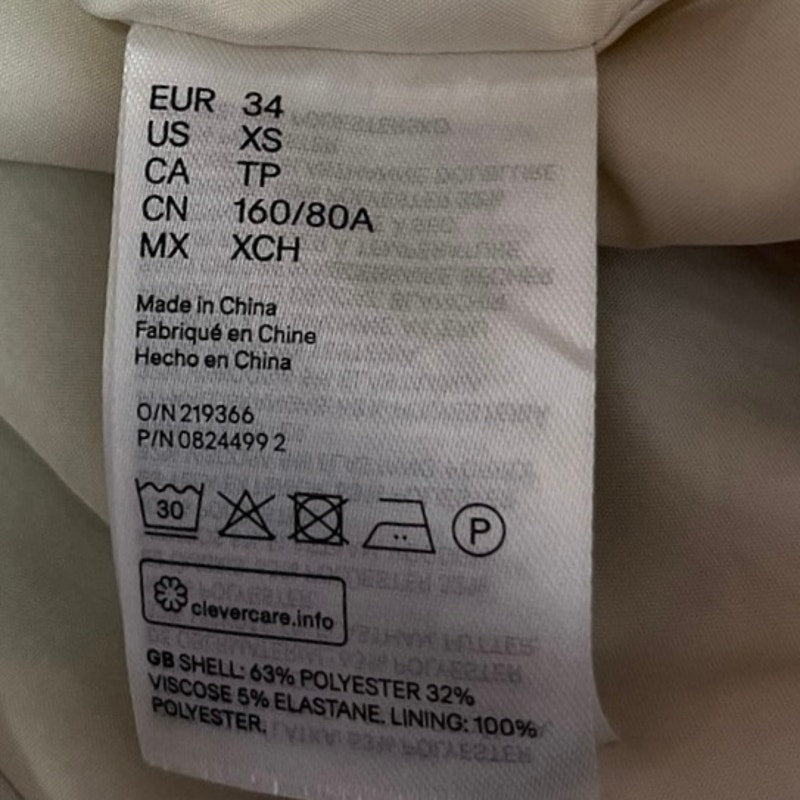 EUR 34
US XS
CA TP
CN 160/80A
MX XCH
Made in China
Fabriqué en Chine
Hecho en China
O/N 219366
P/N 0824499 2
30
P
clevercare.info
GB SHELL: 63% POLYESTER 32%
VISCOSE 5% ELASTANE. LINING: 100%
POLYESTER.